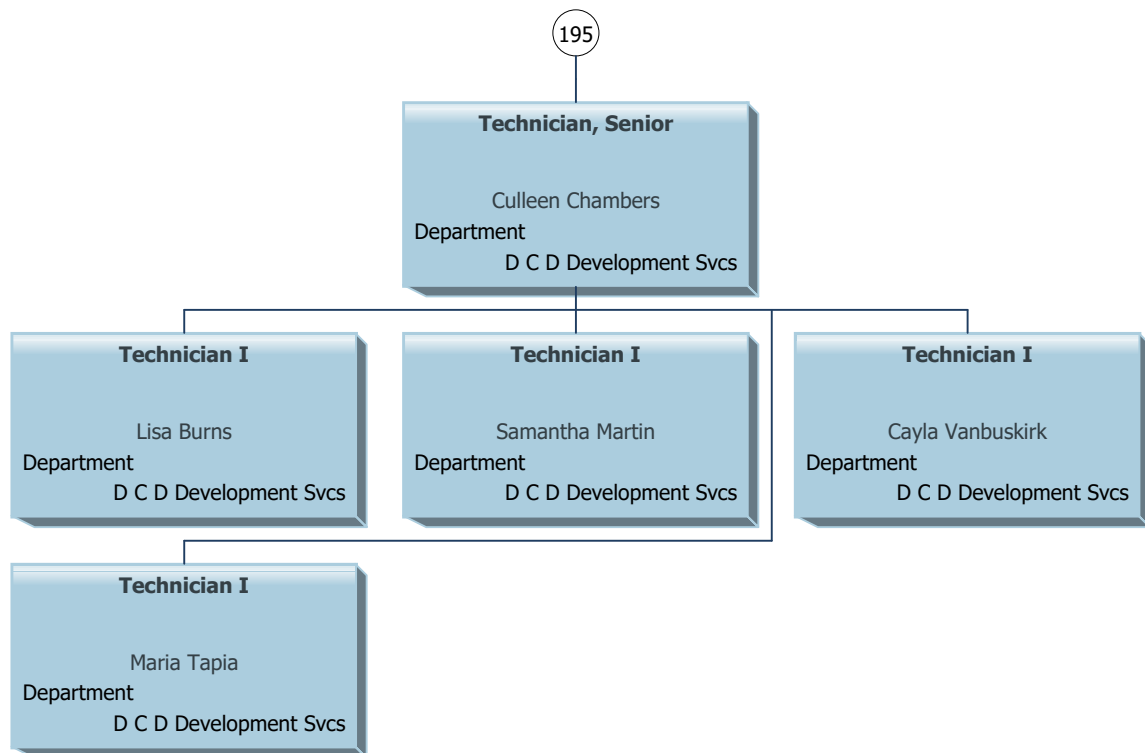 195
Technician, Senior
Culleen Chambers
Department
D C D Development Svcs
Technician I
Lisa Burns
Department
D C D Development Svcs
Technician I
Samantha Martin
Department
D C D Development Svcs
Technician I
Cayla Vanbuskirk
Department
D C D Development Svcs
Technician I
Maria Tapia
Department
D C D Development Svcs